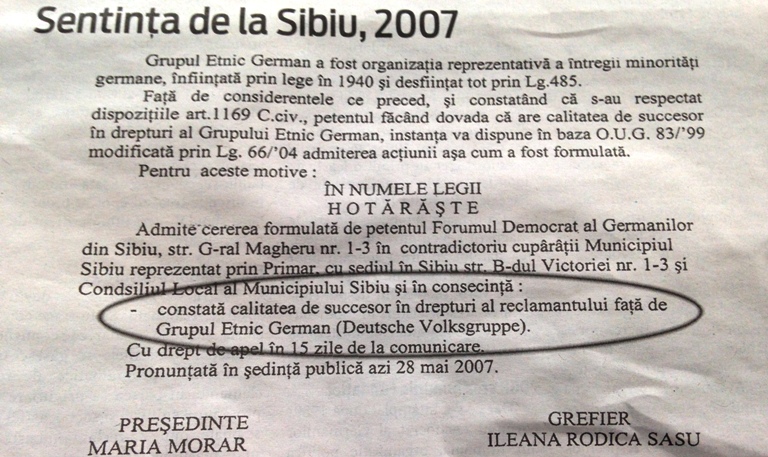 Sentința de la Sibiu, 2007
Grupul Etnic German a fost organizația reprezentativă a întregii minorități
germane, înființată prin lege în 1940 și desființat tot prin Lg.485.
Față de considerentele ce preced, și constatând că s-au respectat
dispozițiile art.1169 C.civ., petentul făcând dovada că are calitatea de succesor
în drepturi al Grupului Etnic German, instanța va dispune în baza O.U.G. 83/'99
modificată prin Lg. 66/'04 admiterea acțiunii așa cum a fost formulată.
Pentru aceste motive :
ÎN NUMELE LEGII
HOTĂRĂŞTE
Admite cererea formulată de petentul Forumul Democrat al Germanilor
din Sibiu, str. G-ral Magheru nr. 1-3 în contradictoriu cupârâții Municipiul
Sibiu reprezentat prin Primar, cu sediul în Sibiu str. B-dul Victoriei nr. 1-3 și
Condsiliul Local al Municipiului Sibiu și în consecință :
- constată calitatea de succesor în drepturi al reclamantului față de
Grupul Etnic German (Deutsche Volksgruppe).
Cu drept de apel în 15 zile de la comunicare.
Pronunțată în ședință publică azi 28 mai 2007.
PREŞEDINTE
MARIA MORAR
GREFIER
ILEANA RODICA SASU